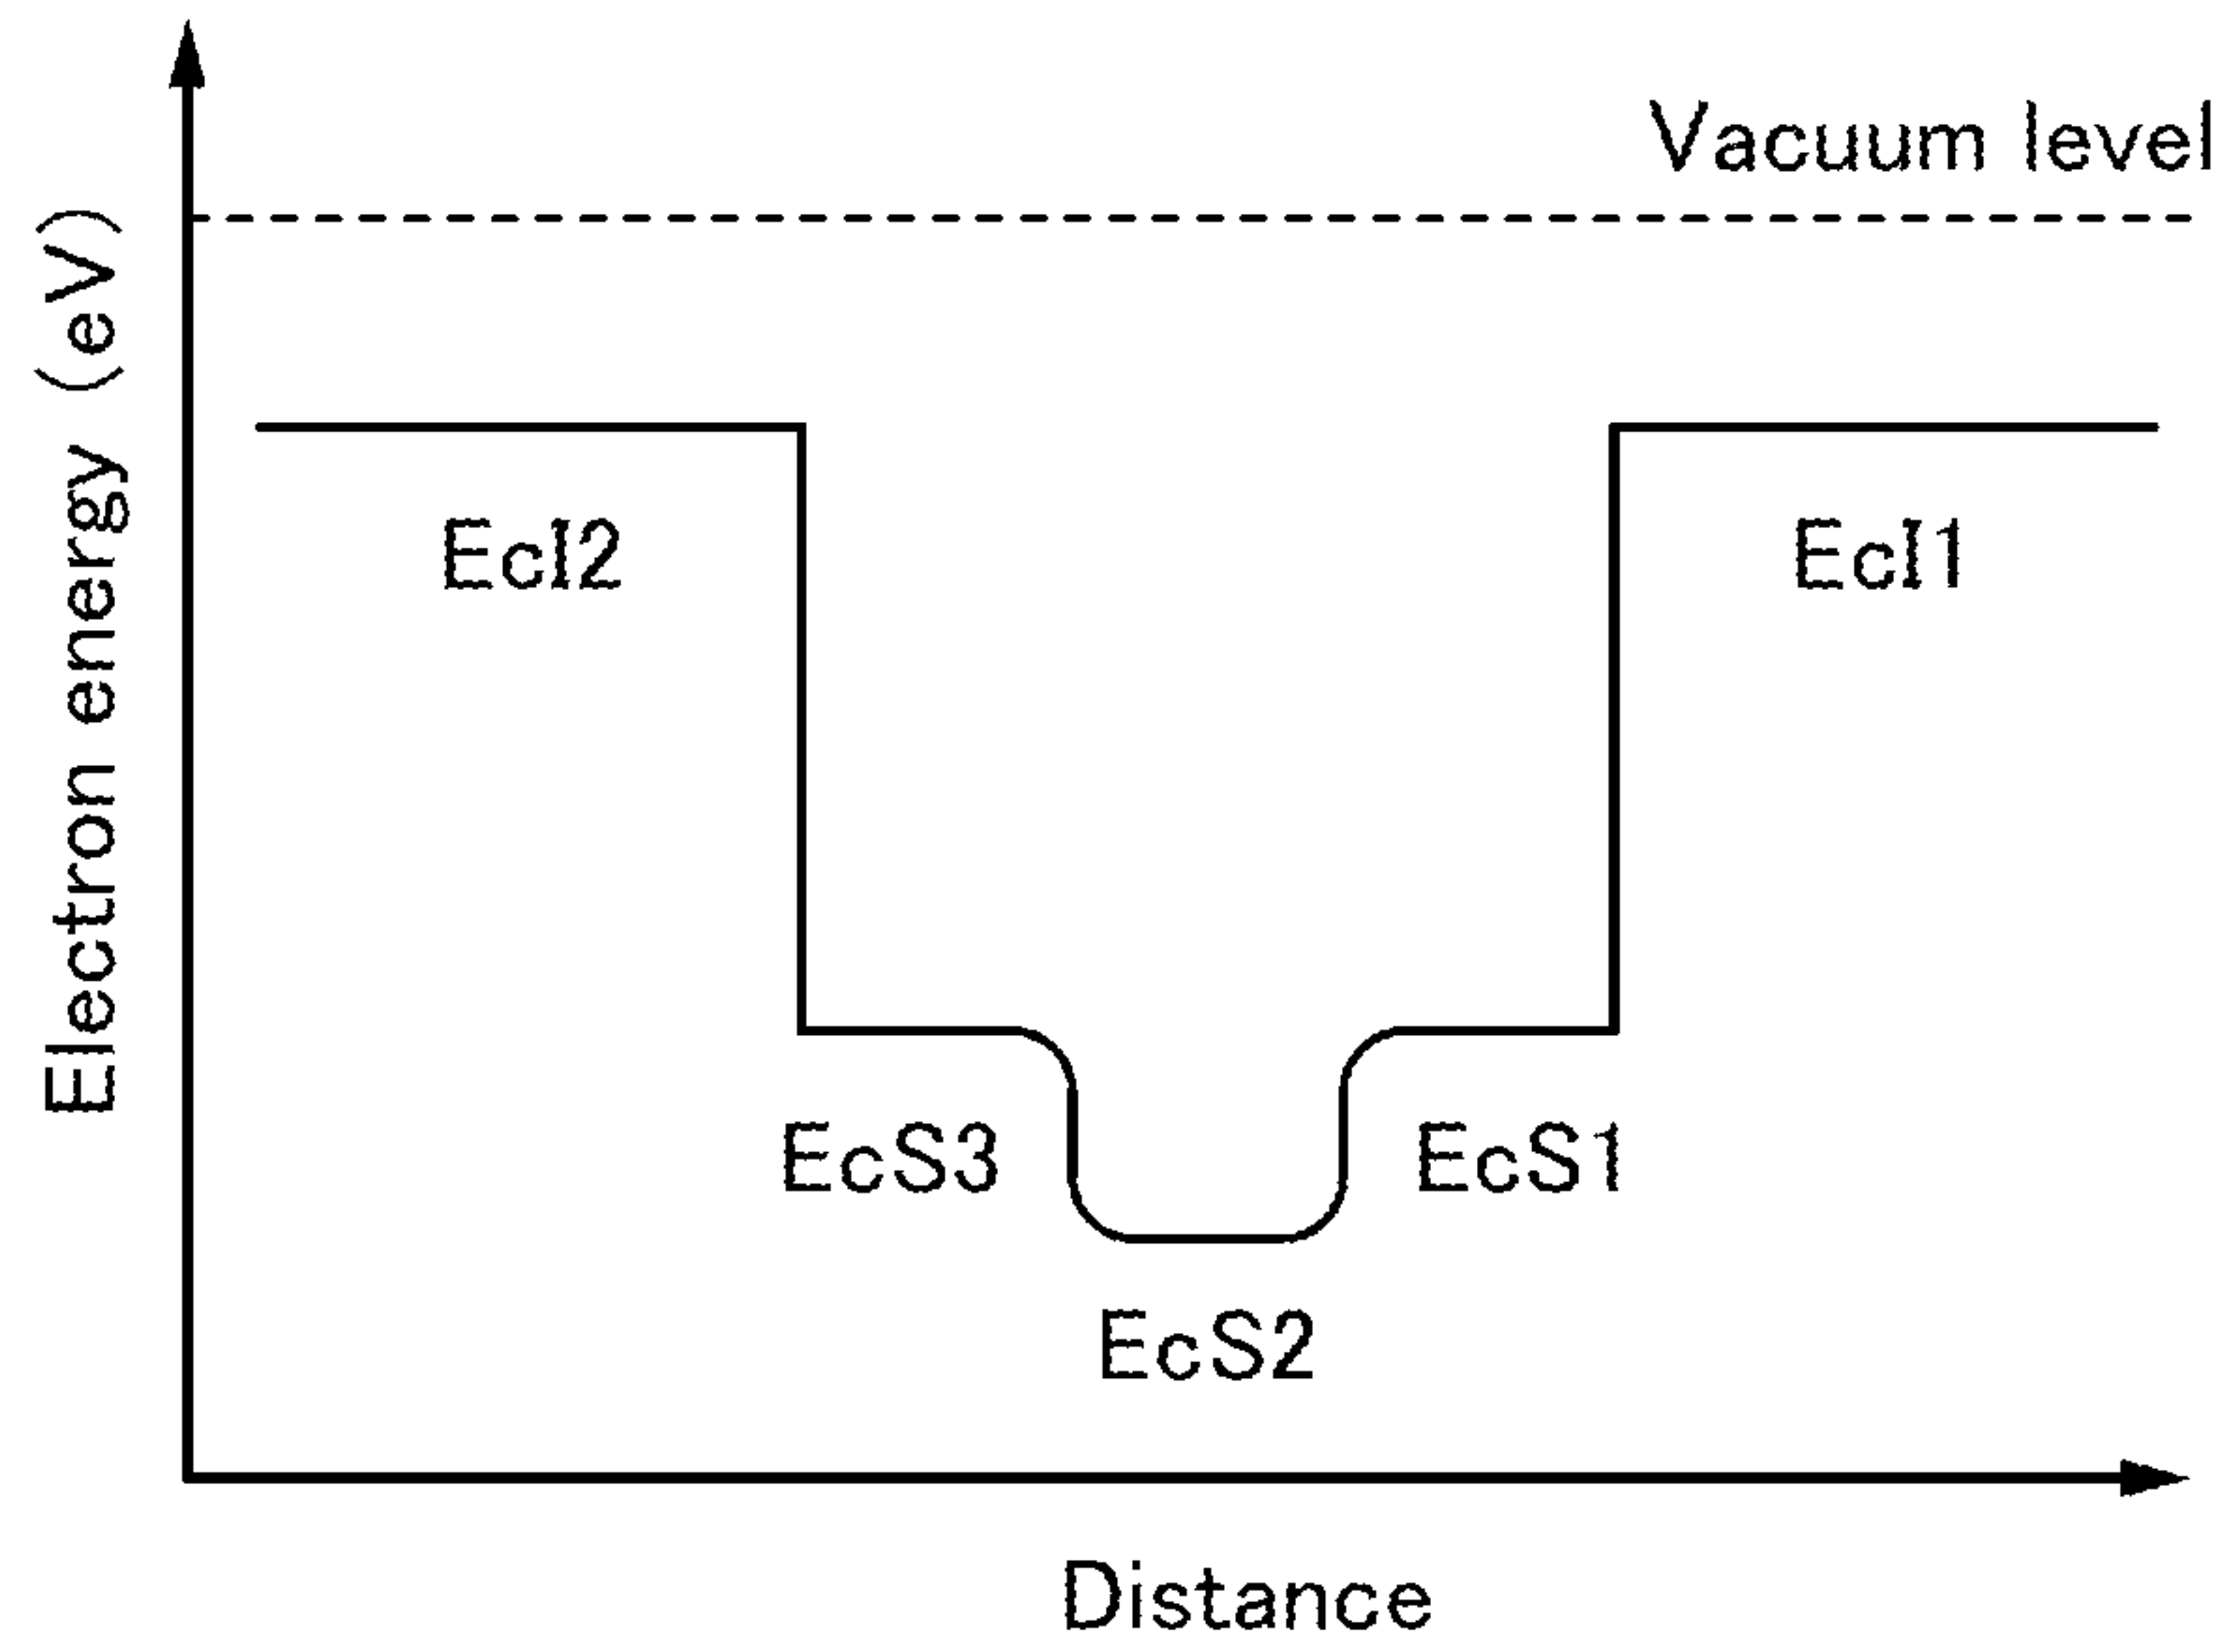 Vacuum level
Electron energy (eV)
EcI2
EcI1
EcS3
EcS1
EcS2
Distance